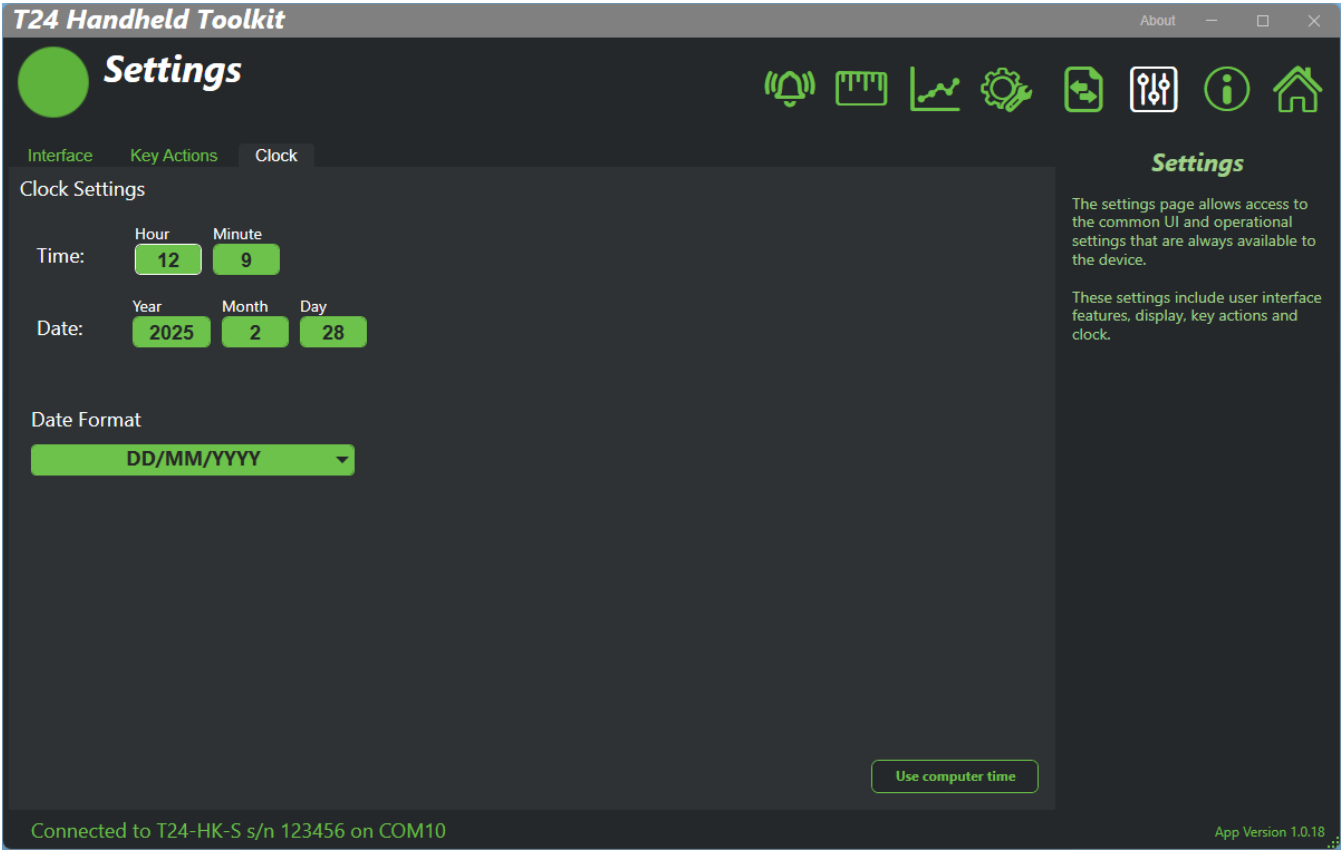 T24 Handheld Toolkit
About
Settings
Interface Key Actions Clock
Clock Settings
Hour Minute
Time: 12 9
Year Month Day
Date: 2025 2 28
Date Format
DD/MM/YYYY
Use computer time
Settings
The settings page allows access to
the common UI and operational
settings that are always available to
the device.
These settings include user interface
features, display, key actions and
clock.
Connected to T24-HK-S s/n 123456 on COM10
App Version 1.0.18